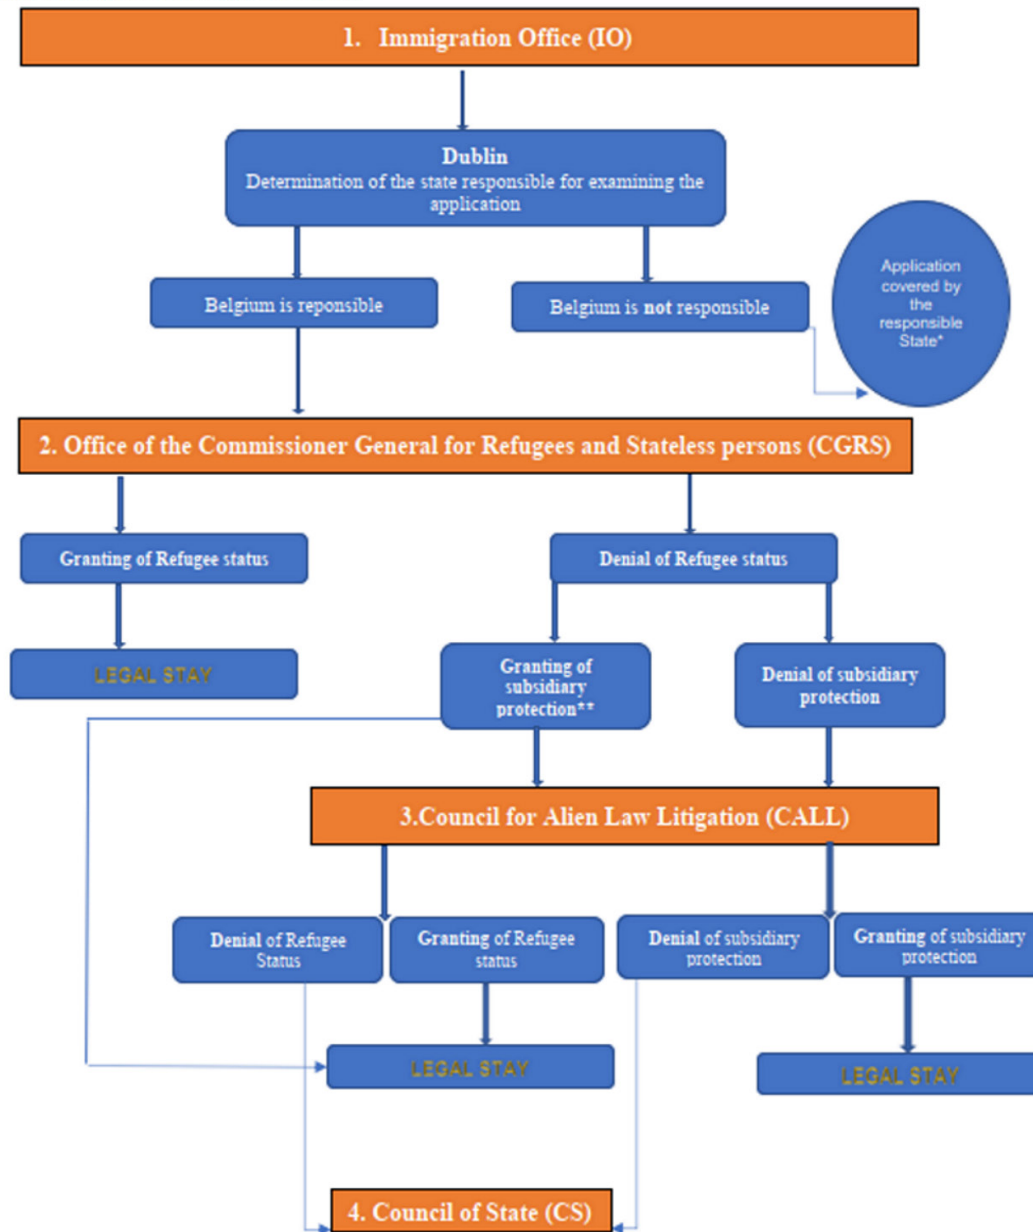 1. Immigration Office (IO)
Dublin
Determination of the state responsible for examining the
application
Belgium is reponsible
Belgium is not responsible
Application
covered by
the
responsible
State*
2. Office of the Commissioner General for Refugees and Stateless persons (CGRS)
Granting of Refugee status
Denial of Refugee status
LEGAL STAY
Granting of
subsidiary
protection**
Denial of subsidiary
protection
3.Council for Alien Law Litigation (CALL)
Denial of Refugee
Status
Granting of Refugee
status
Denial of subsidiary
protection
Granting of subsidiary
protection
LEGAL STAY
LEGAL STAY
4. Council of State (CS)